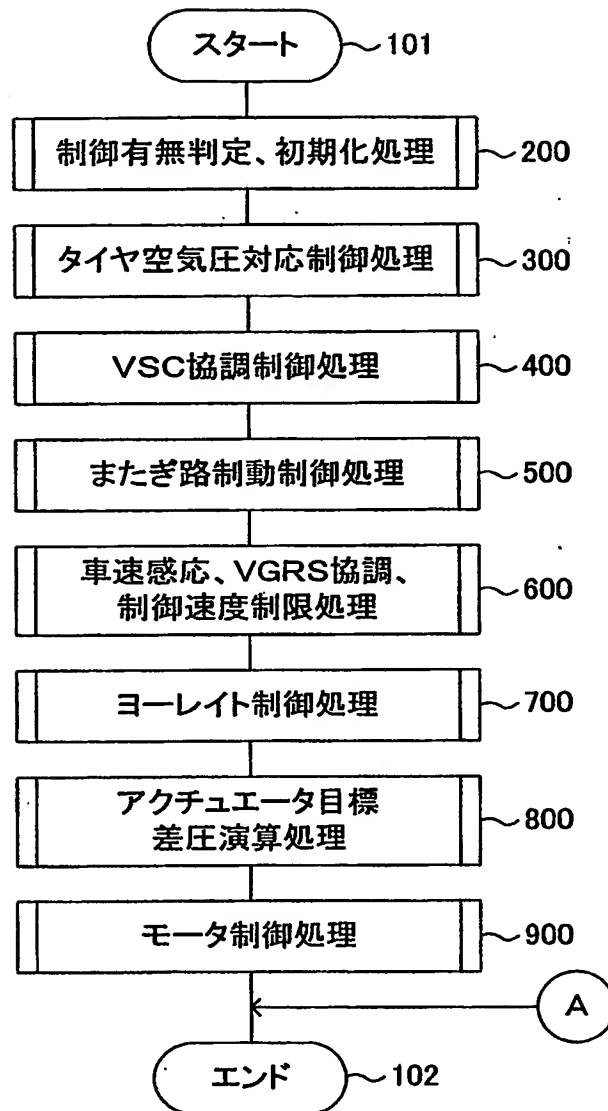 スタート 101
制御有無判定、初期化処理 200
タイヤ空気圧対応制御処理 300
VSC協調制御処理 400
またぎ路制動制御処理 500
車速感応、VGRS協調、
制御速度制限処理 600
ヨーレイト制御処理 700
アクチュエータ目標
差圧演算処理 800
モータ制御処理 900
A
エンド 102